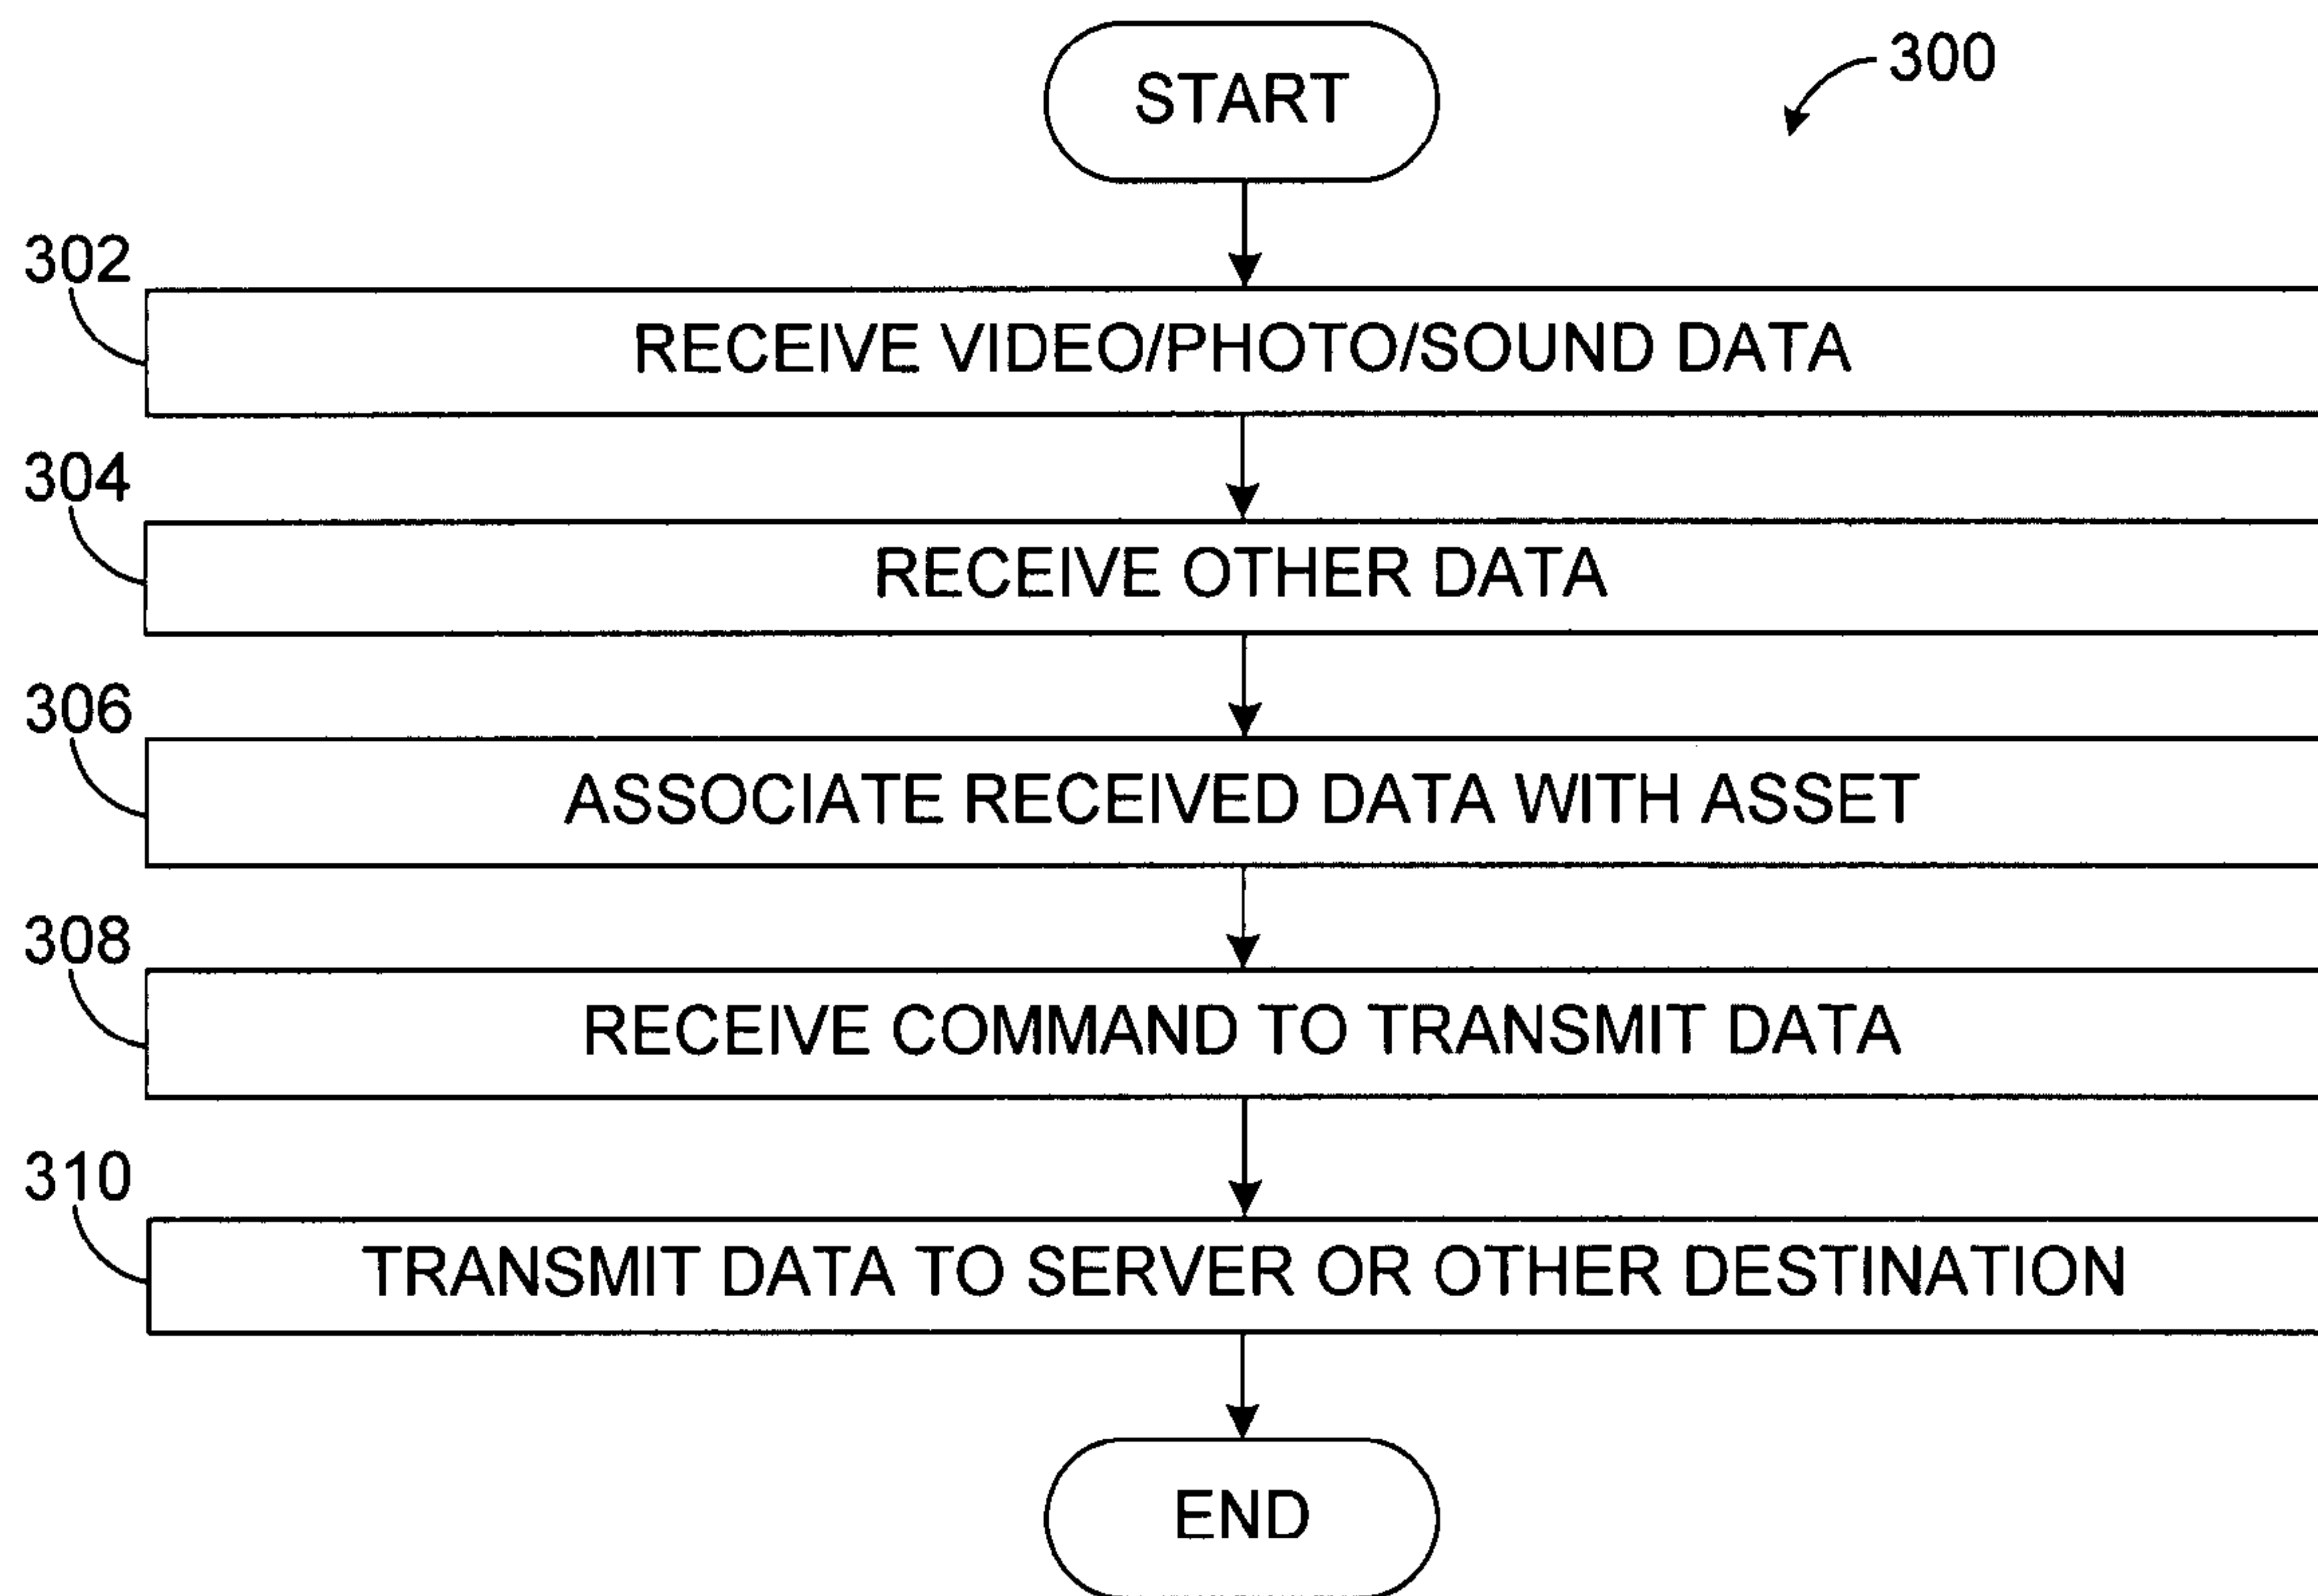 START
300
302
RECEIVE VIDEO/PHOTO/SOUND DATA
304
RECEIVE OTHER DATA
306
ASSOCIATE RECEIVED DATA WITH ASSET
308
RECEIVE COMMAND TO TRANSMIT DATA
310
TRANSMIT DATA TO SERVER OR OTHER DESTINATION
END